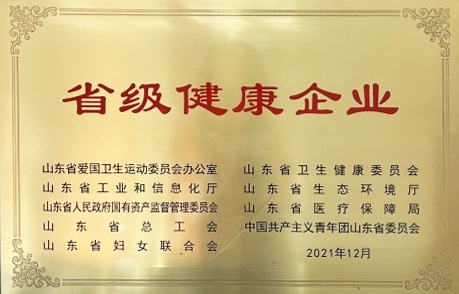 省级健康企业
山东省爱国卫生运动委员会办公室
山东省工业和信息化厅
山东省人民政府国有资产监督管理委员会
山东省总工会
山东省妇女联合会
山东省卫生健康委员会
山东省生态环境厅
山东省医疗保障局
中国共产主义青年团山东省委员会
2021年12月